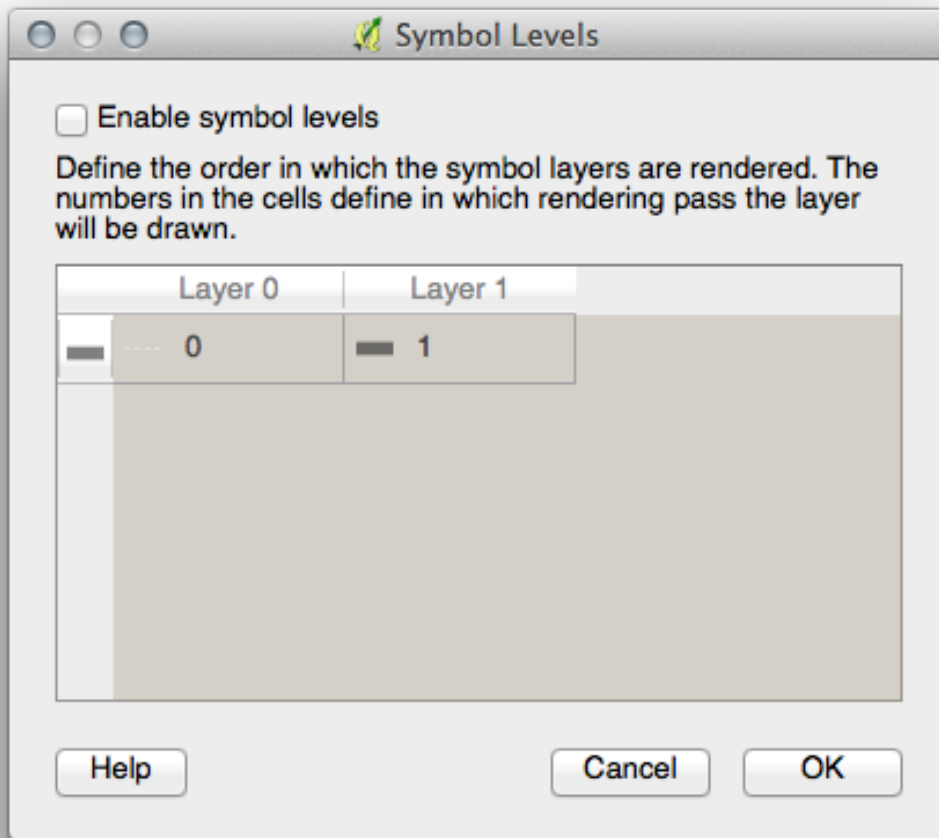 Symbol Levels
Enable symbol levels
Define the order in which the symbol layers are rendered. The
numbers in the cells define in which rendering pass the layer
will be drawn.
Layer 0 Layer 1
0 1
Help Cancel OK